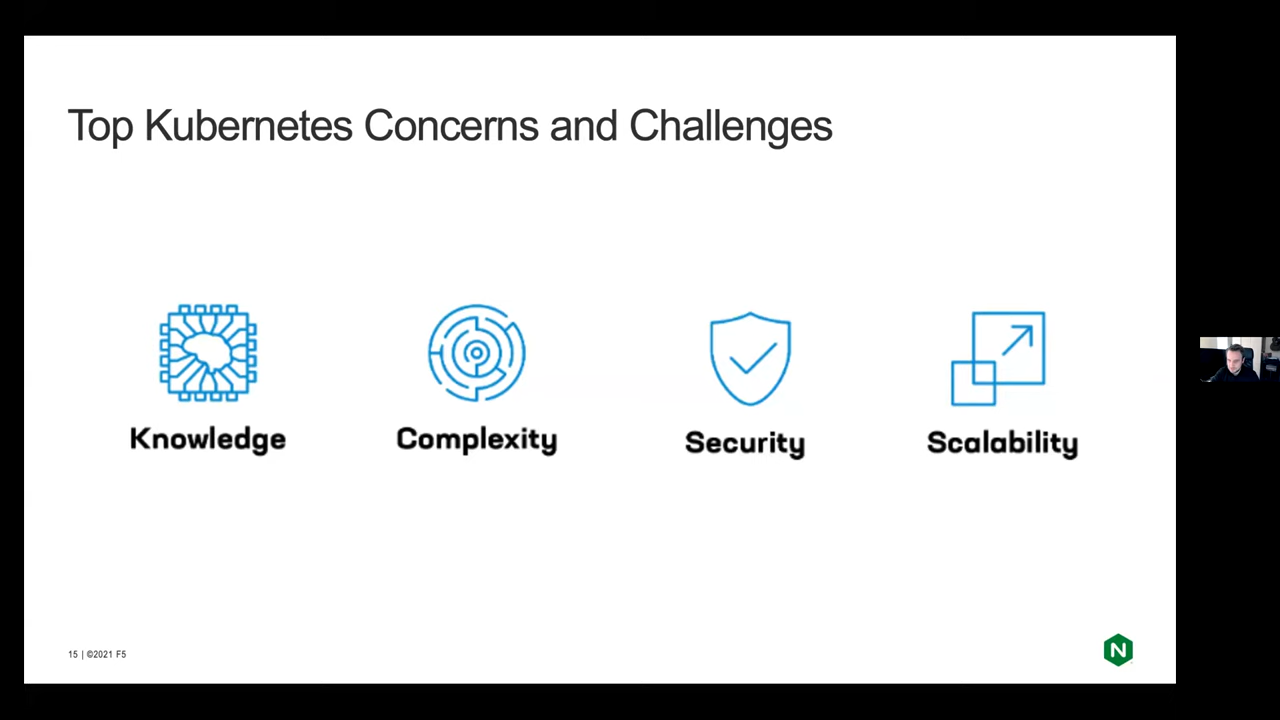 Top Kubernetes Concerns and Challenges
Knowledge
Complexity
Security
Scalability
15 | ©2021 F5
N